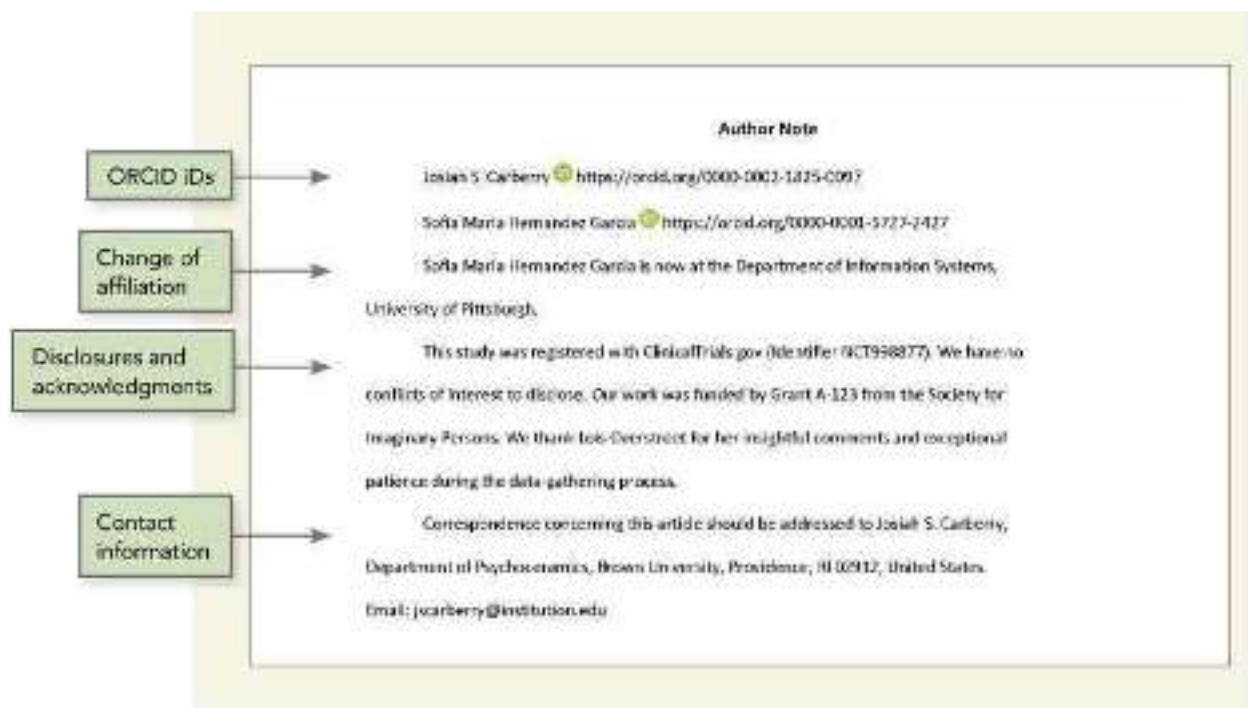 Author Note
ORCID iDs
Josiah S. Carberry https://orcid.org/0000-0002-1825-0097
Sofia Maria Hernandez Garcia https://orcid.org/0000-0001-5727-2427
Change of
affiliation
Sofia Maria Hernandez Garcia is now at the Department of Information Systems,
University of Pittsburgh.
Disclosures and
acknowledgments
This study was registered with ClinicalTrials.gov (Identifier NCT998877). We have no
conflicts of interest to disclose. Our work was funded by Grant A-123 from the Society for
Imaginary Persons. We thank Lois Overstreet for her insightful comments and exceptional
patience during the data-gathering process.
Contact
information
Correspondence concerning this article should be addressed to Josiah S. Carberry,
Department of Psychoceramics, Brown University, Providence, RI 02912, United States.
Email: jscarberry@institution.edu